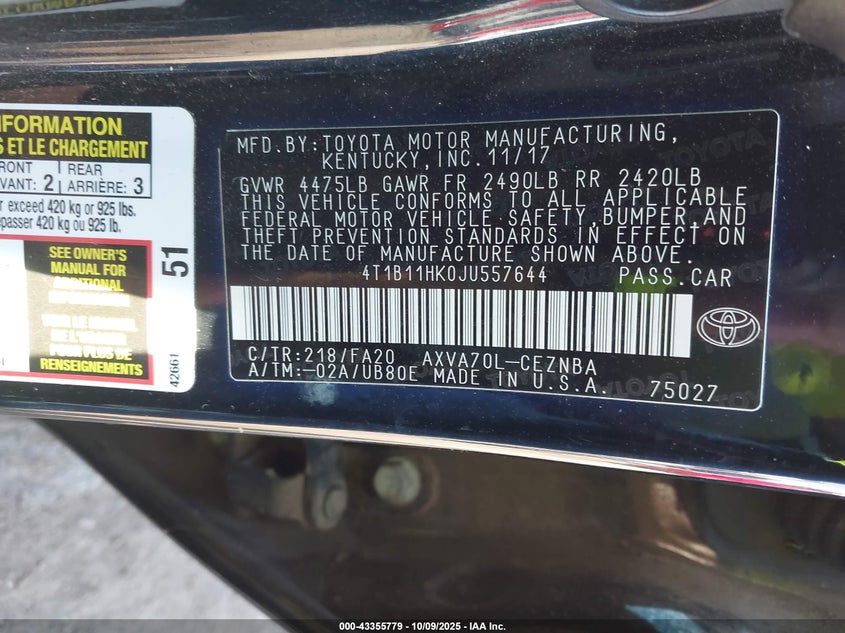 NFORMATION
S ET LE CHARGEMENT
FRONT
VANT: 2
REAR
ARRIÈRE: 3
r exceed 420 kg or 925 lbs.
passer 420 kg ou 925 lb.
SEE OWNER'S
MANUAL FOR
ADDITIONAL
51
42661
MFD.BY:TOYOTA MOTOR MANUFACTURING,
KENTUCKY,INC.11/17
GVWR 4475LB GAWR FR 2490LB RR 2420LB
THIS VEHICLE CONFORMS TO ALL APPLICABLE
FEDERAL MOTOR VEHICLE SAFETY,BUMPER,AND
THEFT PREVENTION STANDARDS IN EFFECT ON
THE DATE OF MANUFACTURE SHOWN ABOVE.
4T1B11HK0JU557644 PASS.CAR
C/TR:218/FA20 AXVA70L-CEZNBA
A/TM:-02A/UB80E MADE IN U.S.A. 75027
000-43355779 - 10/09/2025 - IAA Inc.